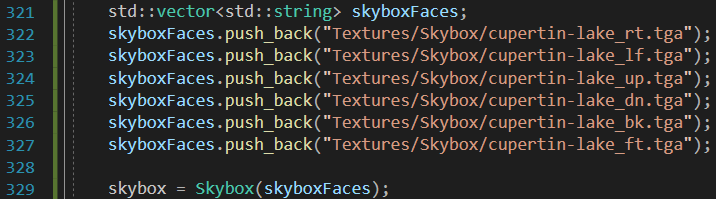 321 std::vector<std::string> skyboxFaces;
322 skyboxFaces.push_back("Textures/Skybox/cupertin-lake_rt.tga");
323 skyboxFaces.push_back("Textures/Skybox/cupertin-lake_lf.tga");
324 skyboxFaces.push_back("Textures/Skybox/cupertin-lake_up.tga");
325 skyboxFaces.push_back("Textures/Skybox/cupertin-lake_dn.tga");
326 skyboxFaces.push_back("Textures/Skybox/cupertin-lake_bk.tga");
327 skyboxFaces.push_back("Textures/Skybox/cupertin-lake_ft.tga");
328
329 skybox = Skybox(skyboxFaces);